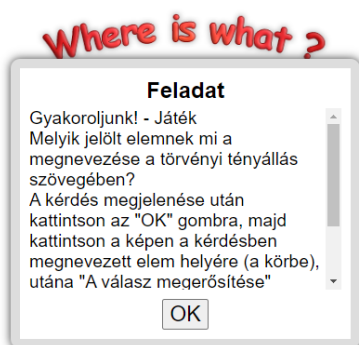 Where is what ?
Feladat
Gyakoroljunk! - Játék
Melyik jelölt elemnek mi a
megnevezése a törvényi tényállás
szövegében?
A kérdés megjelenése után
kattintson az "OK" gombra, majd
kattintson a képen a kérdésben
megnevezett elem helyére (a körbe),
utána "A válasz megerősítése"
OK